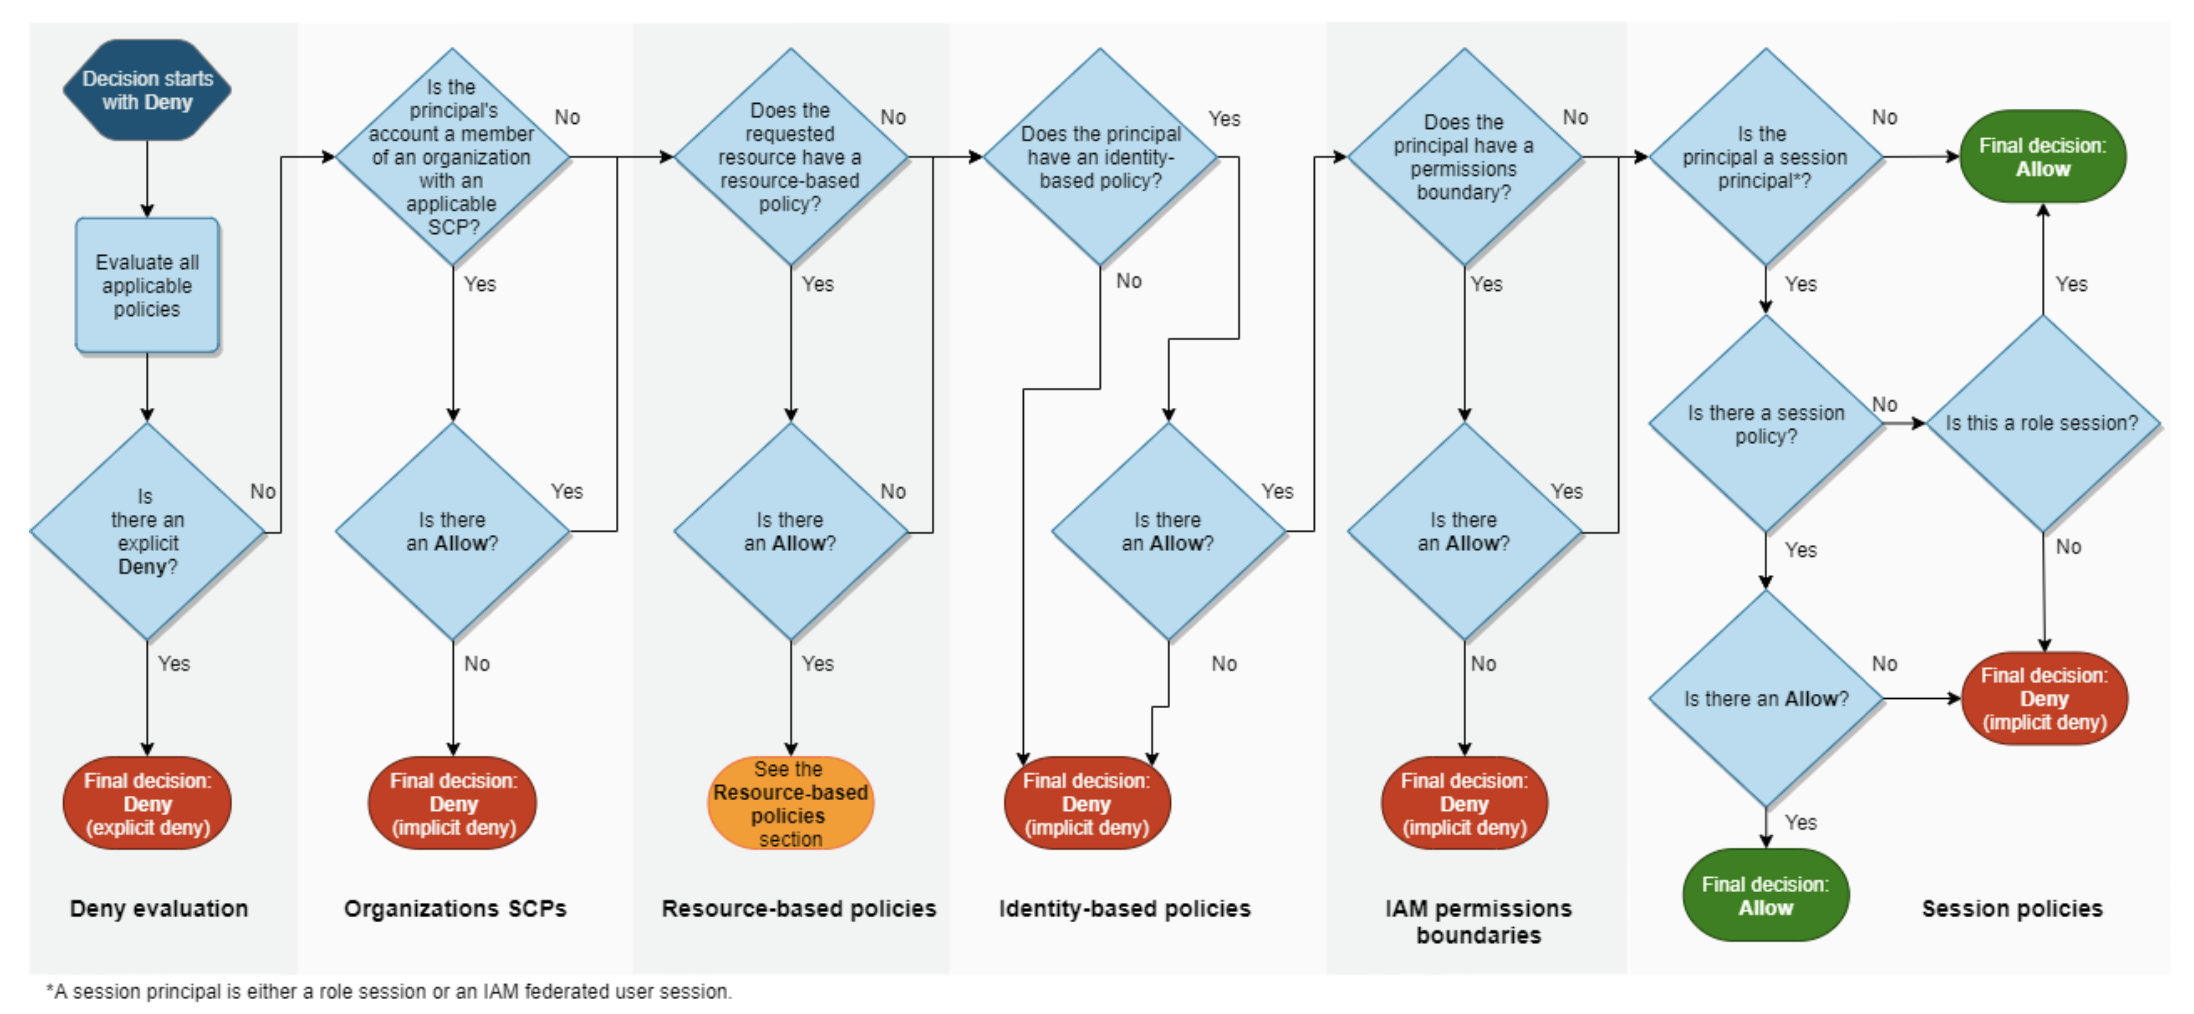 Decision starts
with Deny
Evaluate all
applicable
policies
Is
there an
explicit
Deny?
No
Yes
Final decision:
Deny
(explicit deny)
Deny evaluation
Is the
principal's
account a member
of an organization
with an
applicable
SCP?
No
Yes
Is there
an Allow?
Yes
No
Final decision:
Deny
(implicit deny)
Organizations SCPs
Does the
requested
resource have a
resource-based
policy?
No
Yes
Is there
an Allow?
No
Yes
See the
Resource-based
policies
section
Resource-based policies
Does the principal
have an identity-
based policy?
Yes
No
Is there
an Allow?
Yes
No
Final decision:
Deny
(implicit deny)
Identity-based policies
Does the
principal have a
permissions
boundary?
No
Yes
Is there
an Allow?
Yes
No
Final decision:
Deny
(implicit deny)
IAM permissions
boundaries
Is the
principal a session
principal*?
No
Final decision:
Allow
Yes
Is there a session
policy?
No
Is this a role session?
Yes
No
Yes
Is there an Allow?
No
Final decision:
Deny
(implicit deny)
Yes
Final decision:
Allow
Session policies
*A session principal is either a role session or an IAM federated user session.